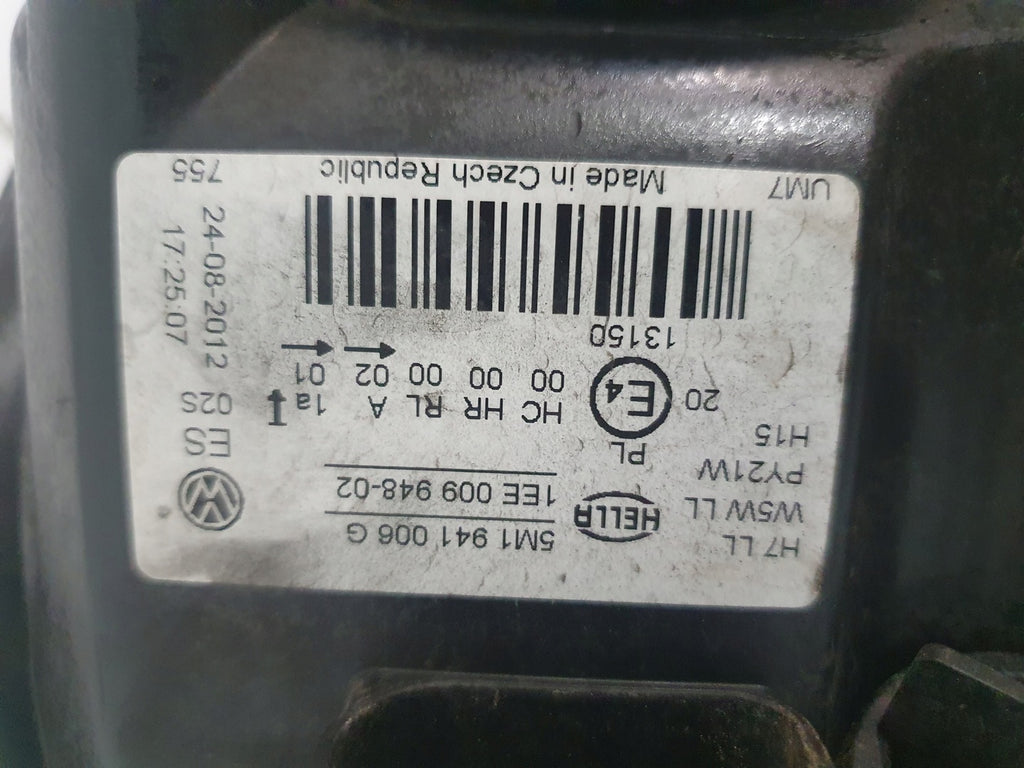 H7 LL
W5W LL
PY21W
H15
HELLA
5M1 941 006 G
1EE 009 948-02
PL
20 E4
13150
HC HR RL A 1a
00 00 00 02 01
ES
02S
24-08-2012
17:25:07
UM7
Made in Czech Republic
755